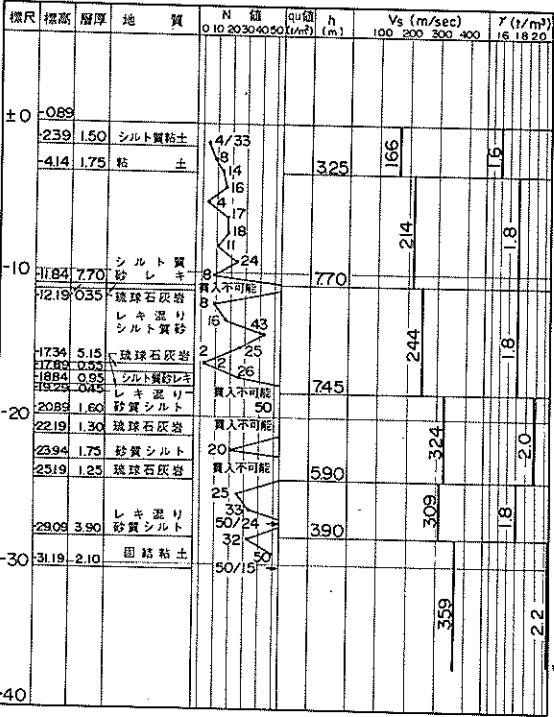 標尺 標高 層厚 地質 N値 qu値 (t/m²) h (m) Vs (m/sec) γ (t/m³)
0 10 20 30 40 50 100 200 300 400 16 18 20
±0 -0.89
-2.39 1.50 シルト質粘土 4/33 166 1.6
8
-4.14 1.75 粘土 14 3.25
16
4
17
18 214 1.8
11
シルト質 24
-10 -11.84 7.70 砂レキ 8 7.70
貫入不可能
-12.19 0.35 琉球石灰岩 8
レキ混り 16
シルト質砂 43 244 1.8
-17.34 5.15 琉球石灰岩 2 25
-17.89 0.55 2
-18.84 0.95 シルト質砂レキ 26
-19.29 0.45 レキ混り 貫入不可能 7.45
-20 -20.89 1.60 砂質シルト 50
-22.19 1.30 琉球石灰岩 貫入不可能 324 2.0
-23.94 1.75 砂質シルト 20
-25.19 1.25 琉球石灰岩 貫入不可能 5.90
25
レキ混り 33 309 1.8
-29.09 3.90 砂質シルト 50/24 3.90
32
-30 -31.19 2.10 固結粘土 50
50/15 359 2.2
-40